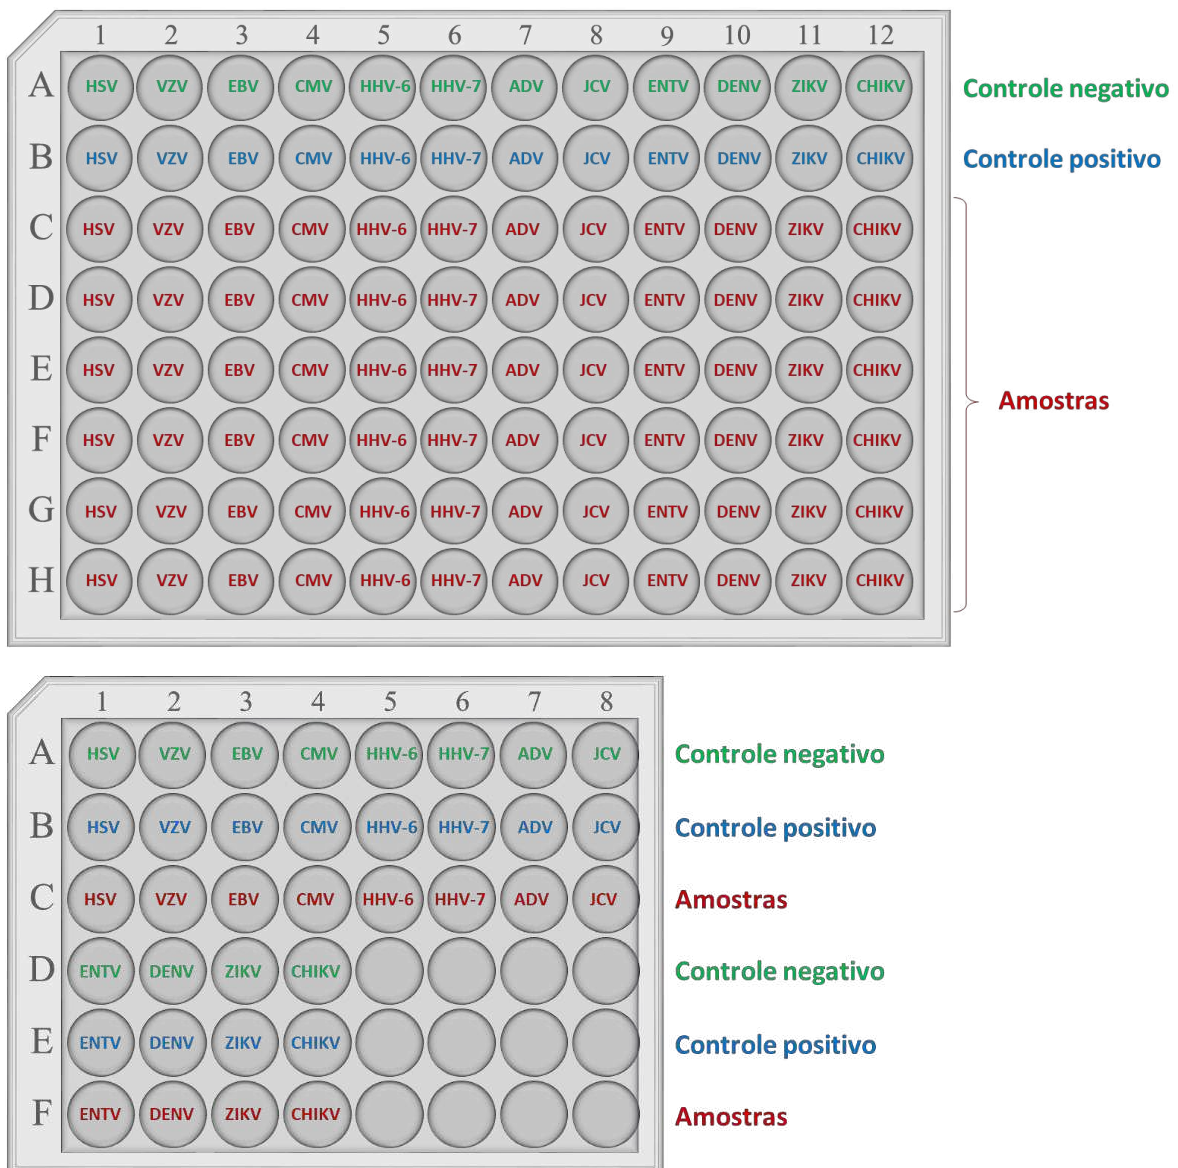 1 2 3 4 5 6 7 8 9 10 11 12
A HSV VZV EBV CMV HHV-6 HHV-7 ADV JCV ENTV DENV ZIKV CHIKV Controle negativo
B HSV VZV EBV CMV HHV-6 HHV-7 ADV JCV ENTV DENV ZIKV CHIKV Controle positivo
C HSV VZV EBV CMV HHV-6 HHV-7 ADV JCV ENTV DENV ZIKV CHIKV
D HSV VZV EBV CMV HHV-6 HHV-7 ADV JCV ENTV DENV ZIKV CHIKV
E HSV VZV EBV CMV HHV-6 HHV-7 ADV JCV ENTV DENV ZIKV CHIKV
Amostras
F HSV VZV EBV CMV HHV-6 HHV-7 ADV JCV ENTV DENV ZIKV CHIKV
G HSV VZV EBV CMV HHV-6 HHV-7 ADV JCV ENTV DENV ZIKV CHIKV
H HSV VZV EBV CMV HHV-6 HHV-7 ADV JCV ENTV DENV ZIKV CHIKV
1 2 3 4 5 6 7 8
A HSV VZV EBV CMV HHV-6 HHV-7 ADV JCV Controle negativo
B HSV VZV EBV CMV HHV-6 HHV-7 ADV JCV Controle positivo
C HSV VZV EBV CMV HHV-6 HHV-7 ADV JCV Amostras
D ENTV DENV ZIKV CHIKV Controle negativo
E ENTV DENV ZIKV CHIKV Controle positivo
F ENTV DENV ZIKV CHIKV Amostras